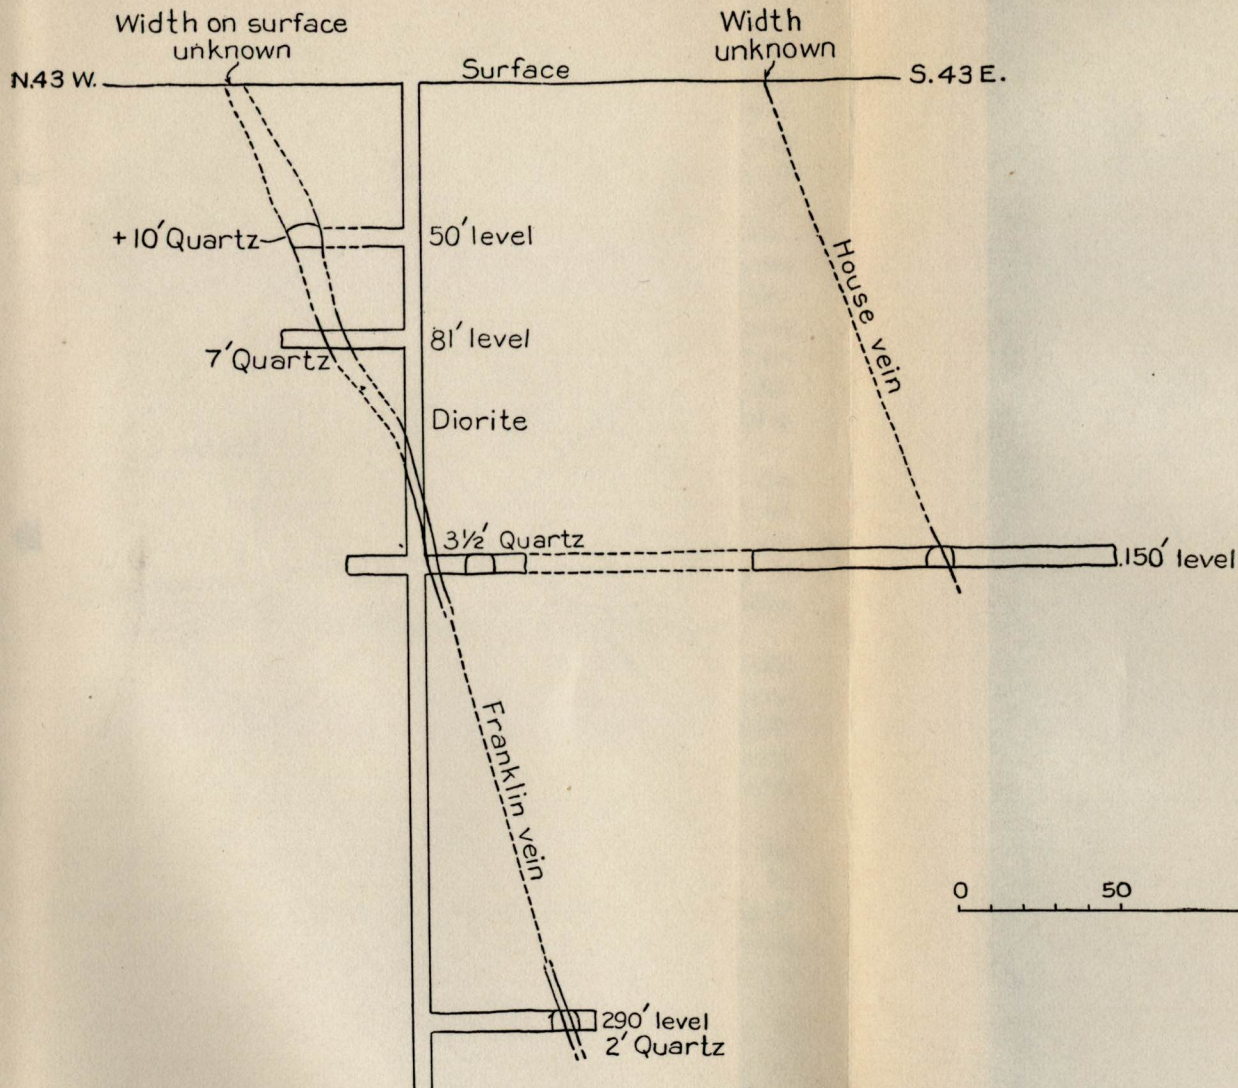 Width on surface
unknown
Width
unknown
N.43 W.
Surface
S.43 E.
+10′ Quartz
50′ level
House vein
7′ Quartz
81′ level
Diorite
3½′ Quartz
150′ level
Franklin vein
0 50
290′ level
2′ Quartz